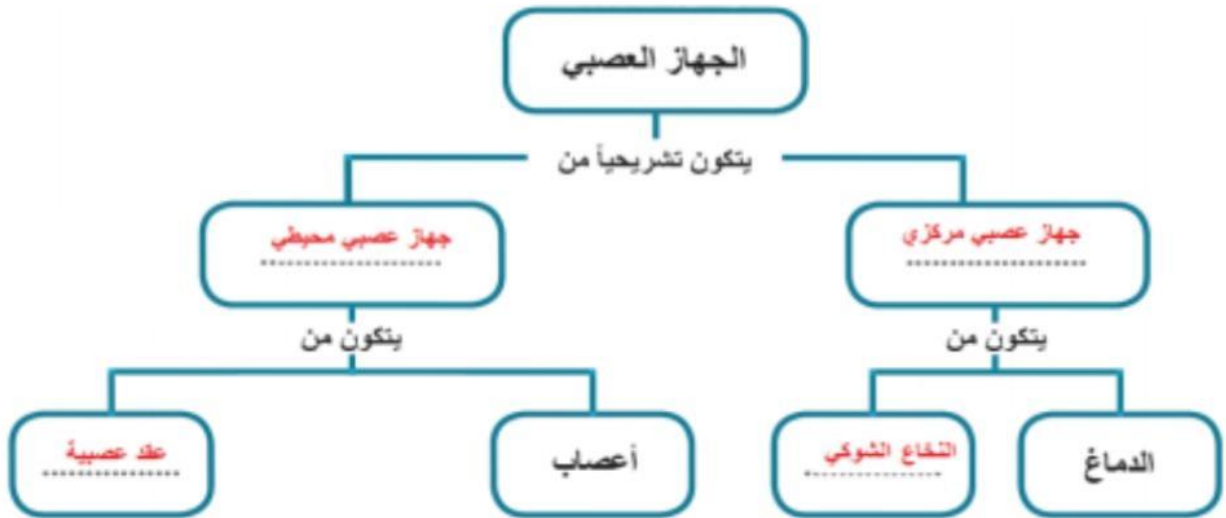 الجهاز العصبي
يتكون تشريحياً من
جهاز عصبي مركزي
جهاز عصبي محيطي
يتكون من
يتكون من
الدماغ
النخاع الشوكي
أعصاب
عقد عصبية